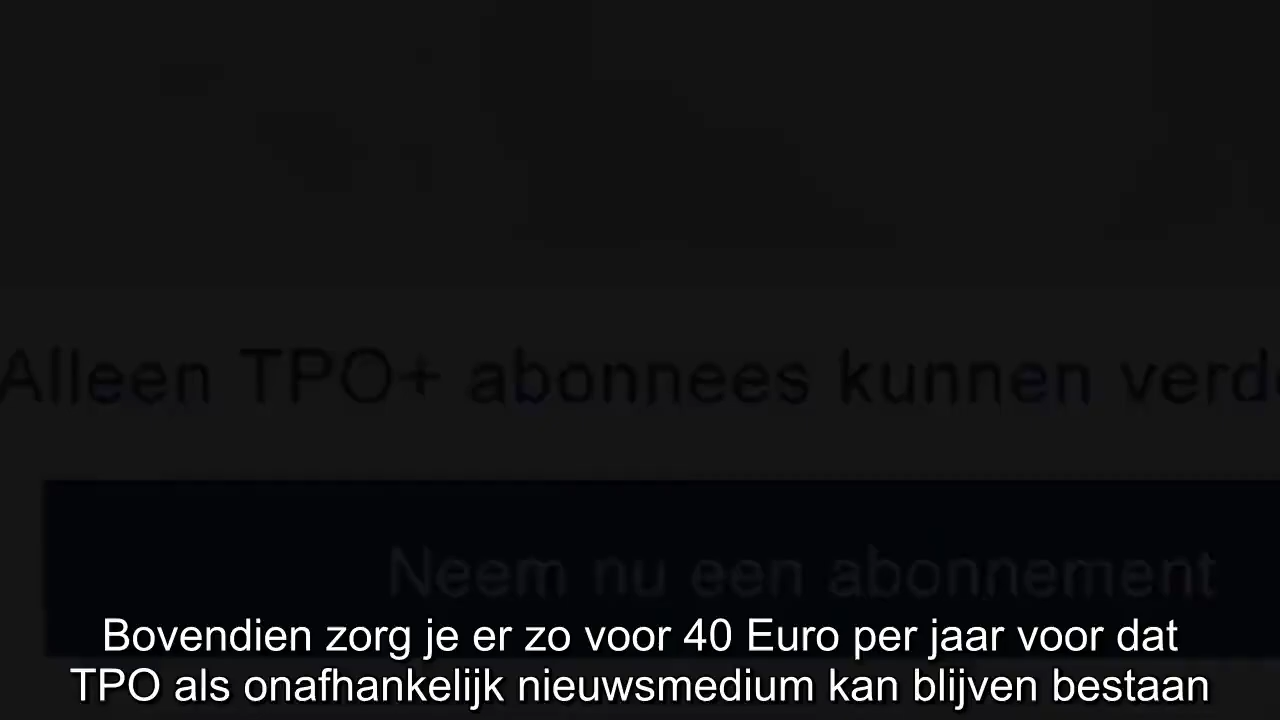 Alleen TPO+ abonnees kunnen verd
Neem nu een abonnement
Bovendien zorg je er zo voor 40 Euro per jaar voor dat
TPO als onafhankelijk nieuwsmedium kan blijven bestaan